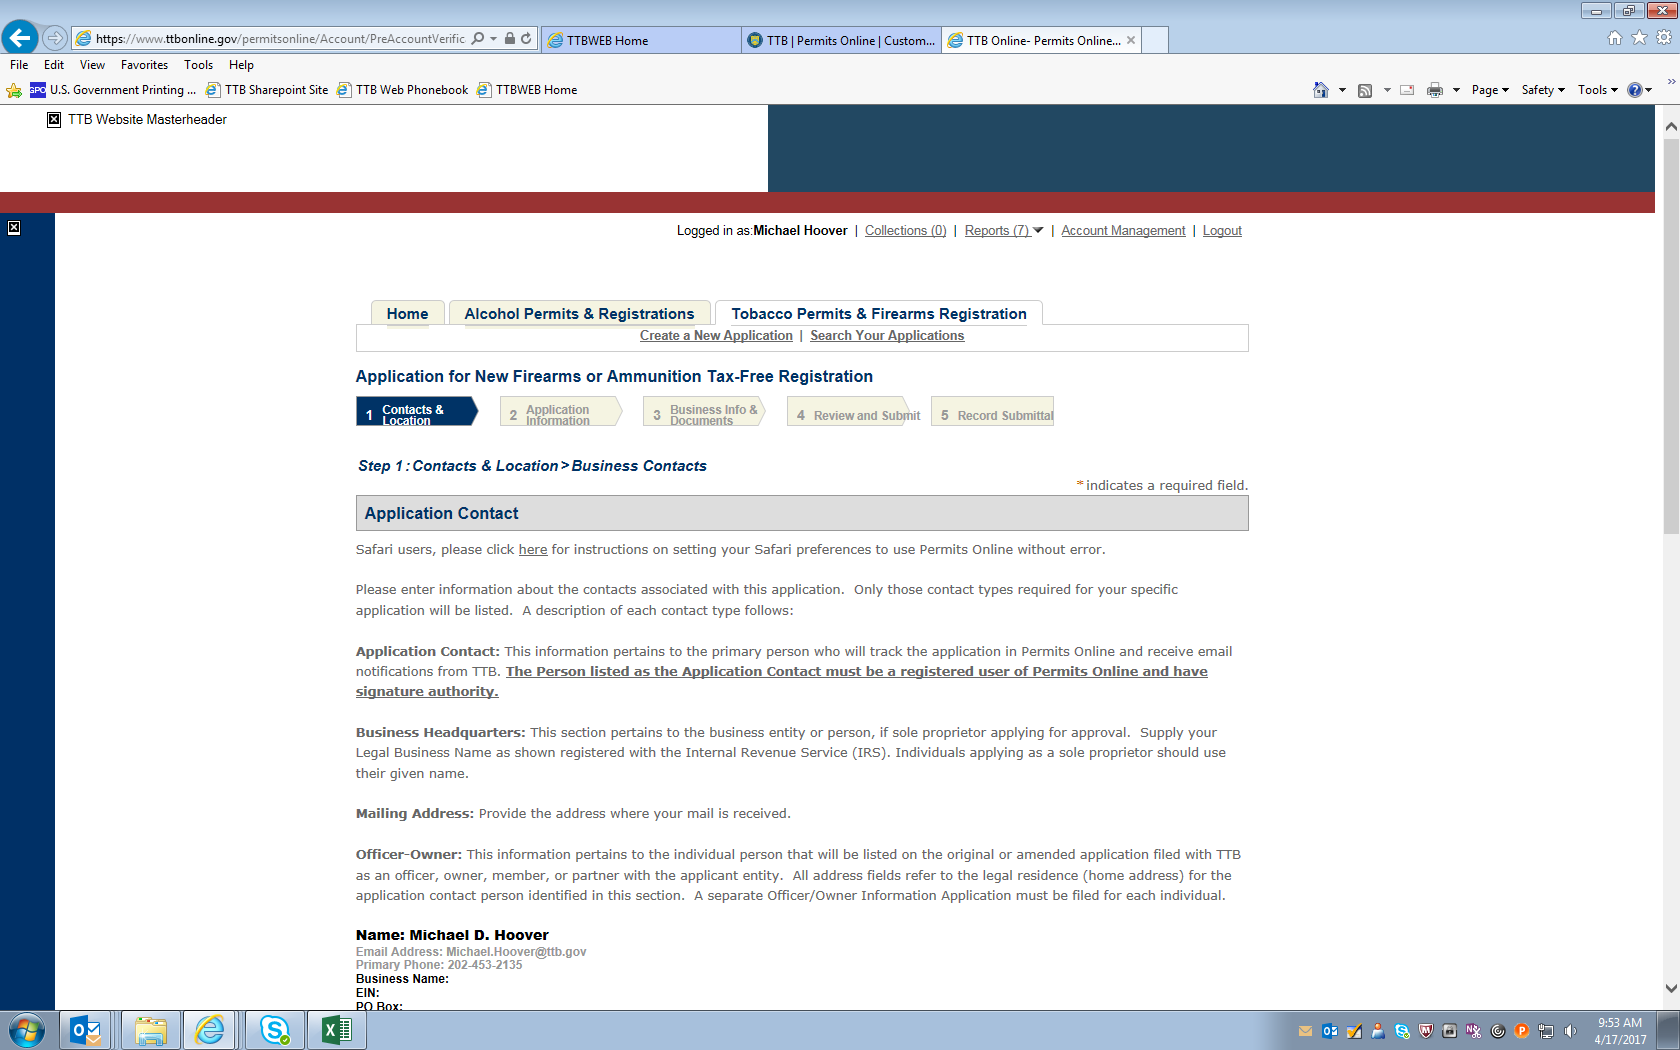 https://www.ttbonline.gov/permitsonline/Account/PreAccountVerific
TTBWEB Home
TTB | Permits Online | Custom...
TTB Online- Permits Online...
File Edit View Favorites Tools Help
GPO U.S. Government Printing ... TTB Sharepoint Site TTB Web Phonebook TTBWEB Home
Page Safety Tools
TTB Website Masterheader
Logged in as:Michael Hoover | Collections (0) | Reports (7) | Account Management | Logout
Home Alcohol Permits & Registrations Tobacco Permits & Firearms Registration
Create a New Application | Search Your Applications
Application for New Firearms or Ammunition Tax-Free Registration
1 Contacts & Location
2 Application Information
3 Business Info & Documents
4 Review and Submit
5 Record Submittal
Step 1: Contacts & Location>Business Contacts
*indicates a required field.
Application Contact
Safari users, please click here for instructions on setting your Safari preferences to use Permits Online without error.
Please enter information about the contacts associated with this application. Only those contact types required for your specific
application will be listed. A description of each contact type follows:
Application Contact: This information pertains to the primary person who will track the application in Permits Online and receive email
notifications from TTB. The Person listed as the Application Contact must be a registered user of Permits Online and have
signature authority.
Business Headquarters: This section pertains to the business entity or person, if sole proprietor applying for approval. Supply your
Legal Business Name as shown registered with the Internal Revenue Service (IRS). Individuals applying as a sole proprietor should use
their given name.
Mailing Address: Provide the address where your mail is received.
Officer-Owner: This information pertains to the individual person that will be listed on the original or amended application filed with TTB
as an officer, owner, member, or partner with the applicant entity. All address fields refer to the legal residence (home address) for the
application contact person identified in this section. A separate Officer/Owner Information Application must be filed for each individual.
Name: Michael D. Hoover
Email Address: Michael.Hoover@ttb.gov
Primary Phone: 202-453-2135
Business Name:
EIN:
PO Box:
9:53 AM
4/17/2017